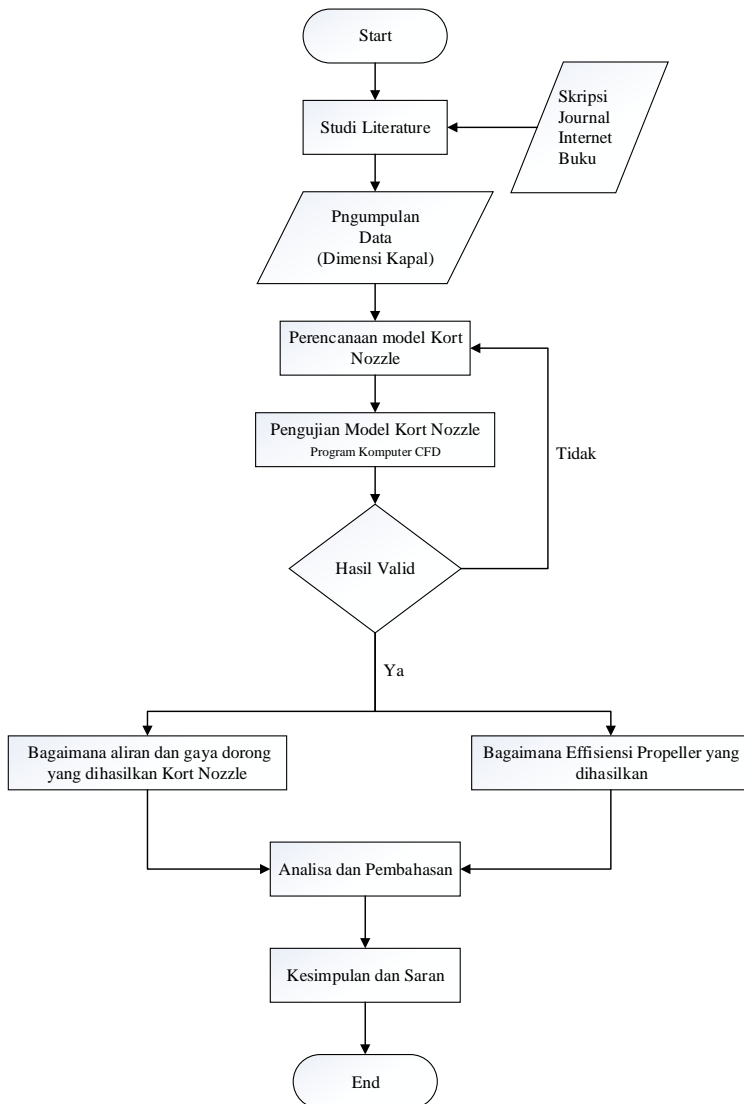 Start
Studi Literature
Skripsi
Journal
Internet
Buku
Pngumpulan
Data
(Dimensi Kapal)
Perencanaan model Kort
Nozzle
Pengujian Model Kort Nozzle
Program Komputer CFD
Tidak
Hasil Valid
Ya
Bagaimana aliran dan gaya dorong
yang dihasilkan Kort Nozzle
Bagaimana Effisiensi Propeller yang
dihasilkan
Analisa dan Pembahasan
Kesimpulan dan Saran
End